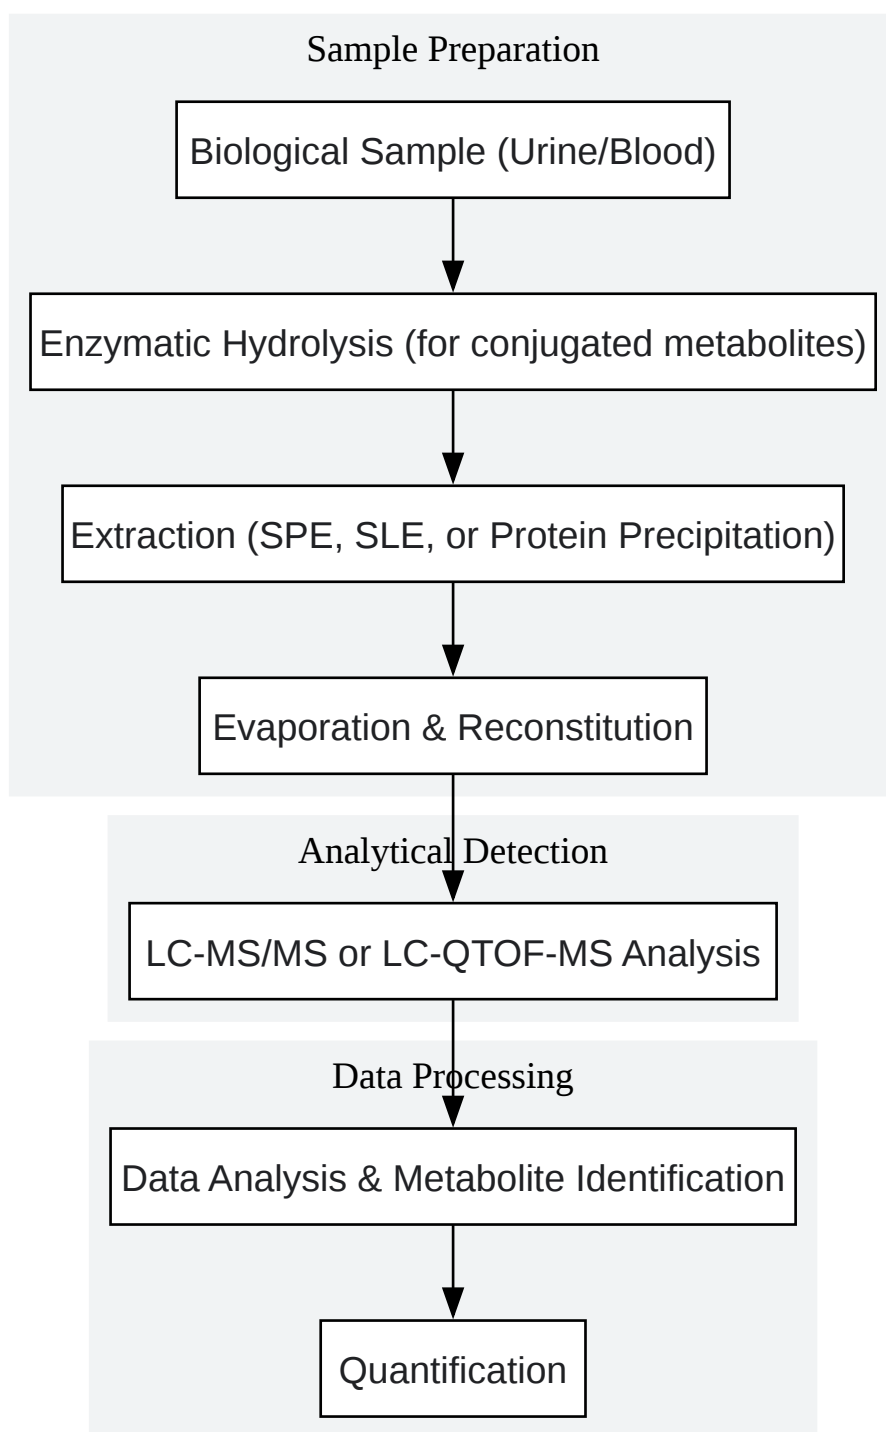 Sample Preparation
Biological Sample (Urine/Blood)
Enzymatic Hydrolysis (for conjugated metabolites)
Extraction (SPE, SLE, or Protein Precipitation)
Evaporation & Reconstitution
Analytical Detection
LC-MS/MS or LC-QTOF-MS Analysis
Data Processing
Data Analysis & Metabolite Identification
Quantification